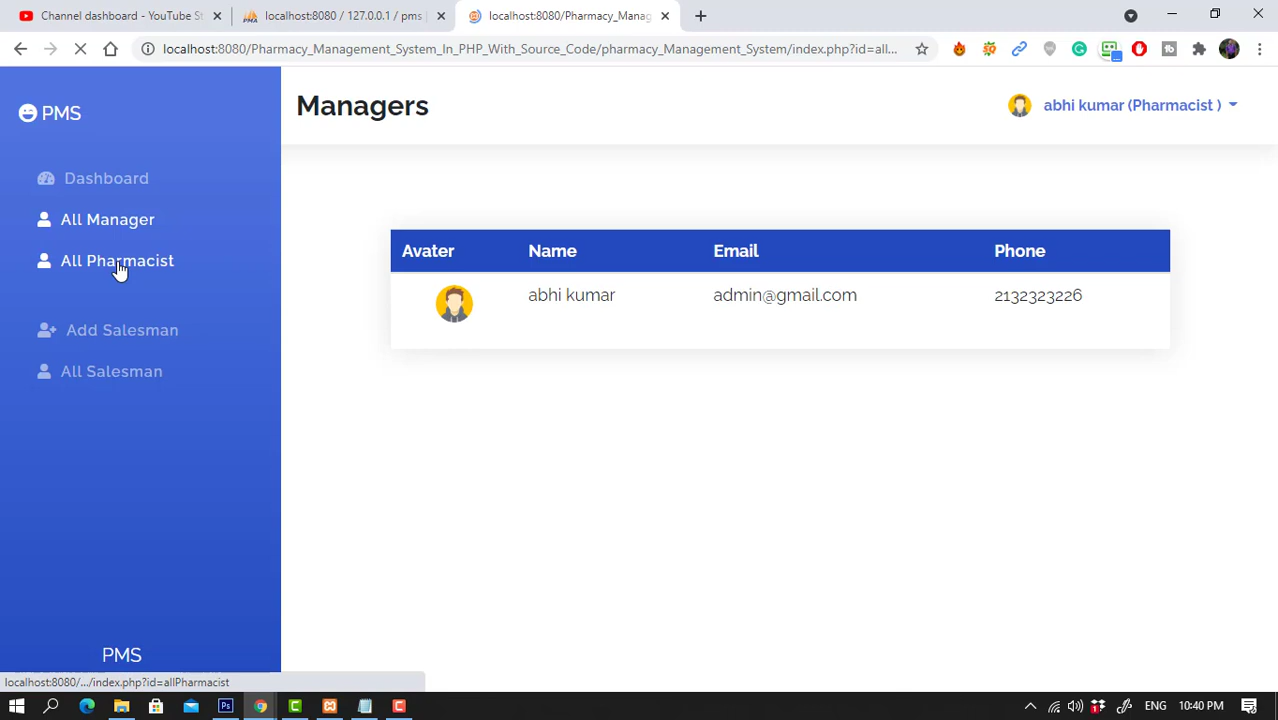 Channel dashboard - YouTube St
localhost:8080 / 127.0.0.1 / pms |
localhost:8080/Pharmacy_Manag
localhost:8080/Pharmacy_Management_System_In_PHP_With_Source_Code/pharmacy_Management_System/index.php?id=all...
PMS
Managers
abhi kumar (Pharmacist )
Dashboard
All Manager
All Pharmacist
Add Salesman
All Salesman
Avater Name Email Phone
abhi kumar admin@gmail.com 2132323226
PMS
localhost:8080/.../index.php?id=allPharmacist
ENG 10:40 PM